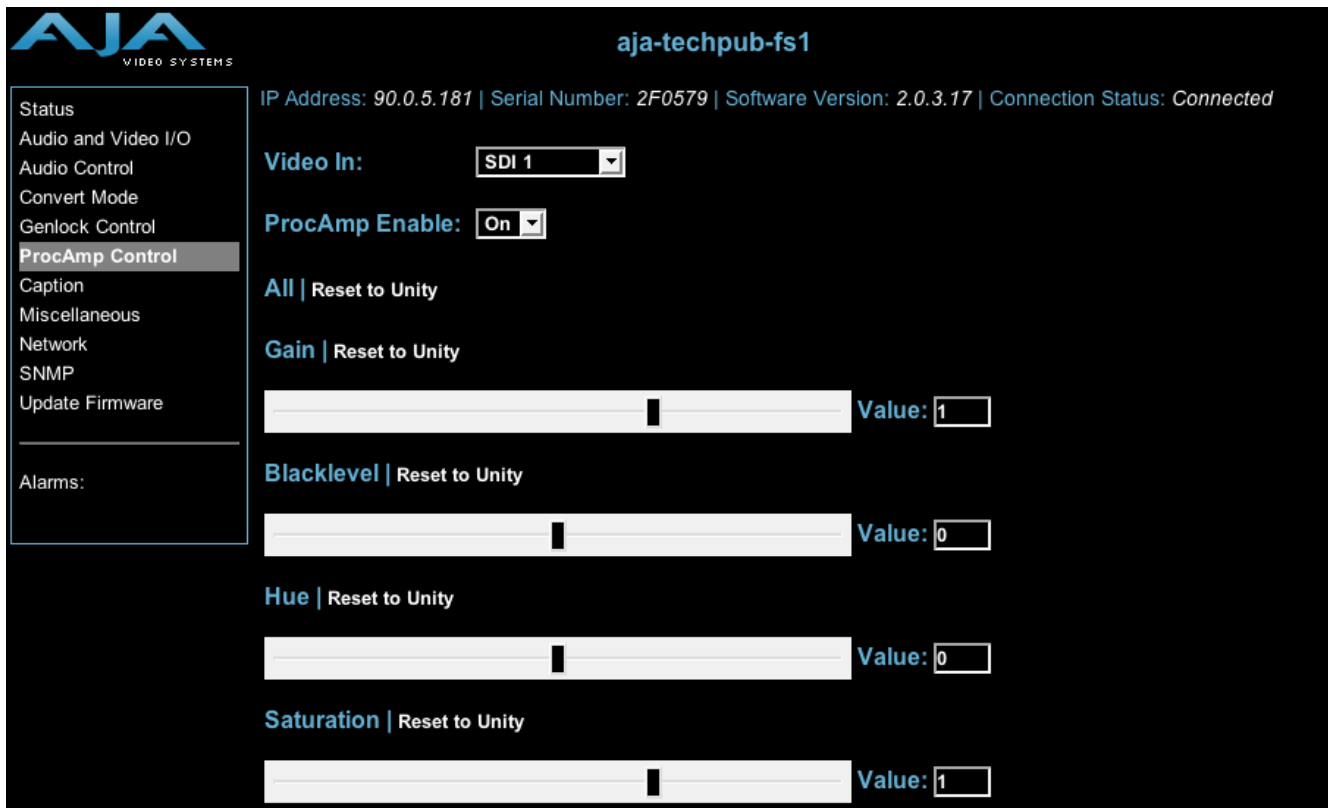 AJA
VIDEO SYSTEMS
aja-techpub-fs1
IP Address: 90.0.5.181 | Serial Number: 2F0579 | Software Version: 2.0.3.17 | Connection Status: Connected
Status
Audio and Video I/O
Audio Control
Convert Mode
Genlock Control
ProcAmp Control
Caption
Miscellaneous
Network
SNMP
Update Firmware
Alarms:
Video In: SDI 1
ProcAmp Enable: On
All | Reset to Unity
Gain | Reset to Unity
Value: 1
Blacklevel | Reset to Unity
Value: 0
Hue | Reset to Unity
Value: 0
Saturation | Reset to Unity
Value: 1